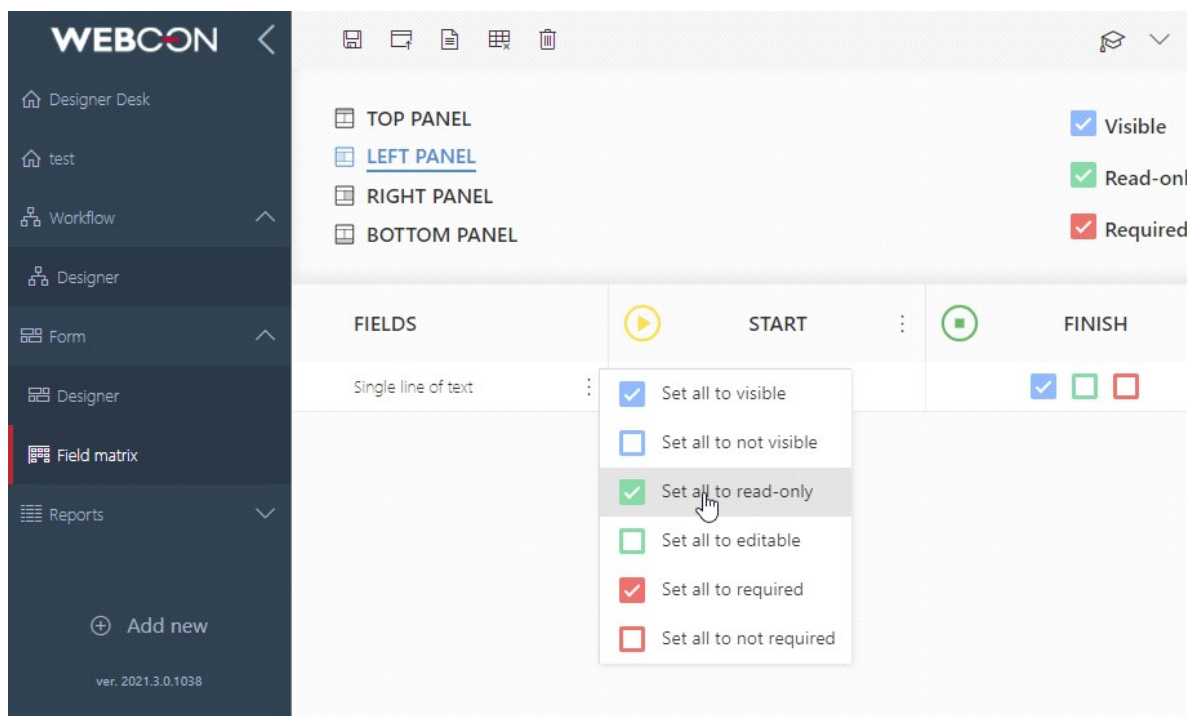 WEBCON
Designer Desk
test
Workflow
Designer
Form
Designer
Field matrix
Reports
Add new
ver. 2021.3.0.1038
TOP PANEL
LEFT PANEL
RIGHT PANEL
BOTTOM PANEL
Visible
Read-onl
Required
FIELDS
START
FINISH
Single line of text
Set all to visible
Set all to not visible
Set all to read-only
Set all to editable
Set all to required
Set all to not required